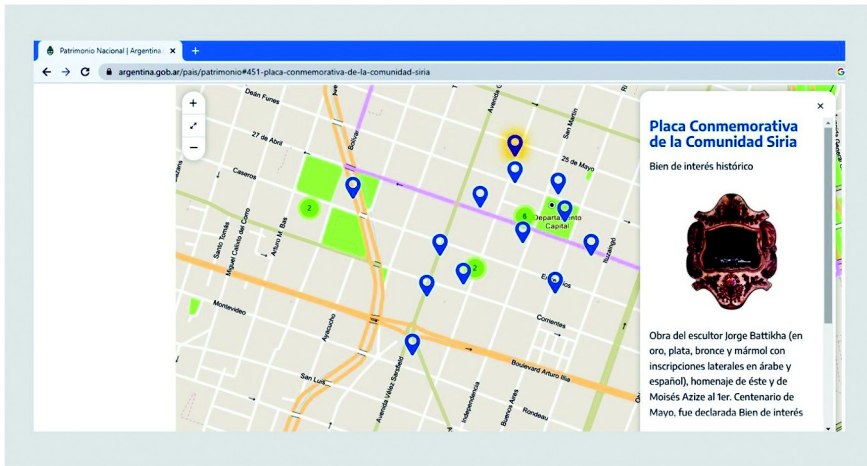 Patrimonio Nacional | Argentina
argentina.gob.ar/pais/patrimonio#451-placa-conmemorativa-de-la-comunidad-siria
Deán Funes
27 de Abril
Caseros
Bolívar
Avenida
San Martín
25 de Mayo
2
6
Departamento
Capital
Santo Tomás
Miguel Calixto del Corro
Arturo M. Bas
Ituzaingó
2
Montevideo
Ayacucho
Corrientes
San Luis
Avenida Vélez Sarsfield
Independencia
Buenos Aires
Boulevard Arturo Illia
Rondeau
Placa Conmemorativa
de la Comunidad Siria
Bien de interés histórico
Obra del escultor Jorge Battikha (en
oro, plata, bronce y mármol con
inscripciones laterales en árabe y
español), homenaje de éste y de
Moisés Azize al 1er. Centenario de
Mayo, fue declarada Bien de interés